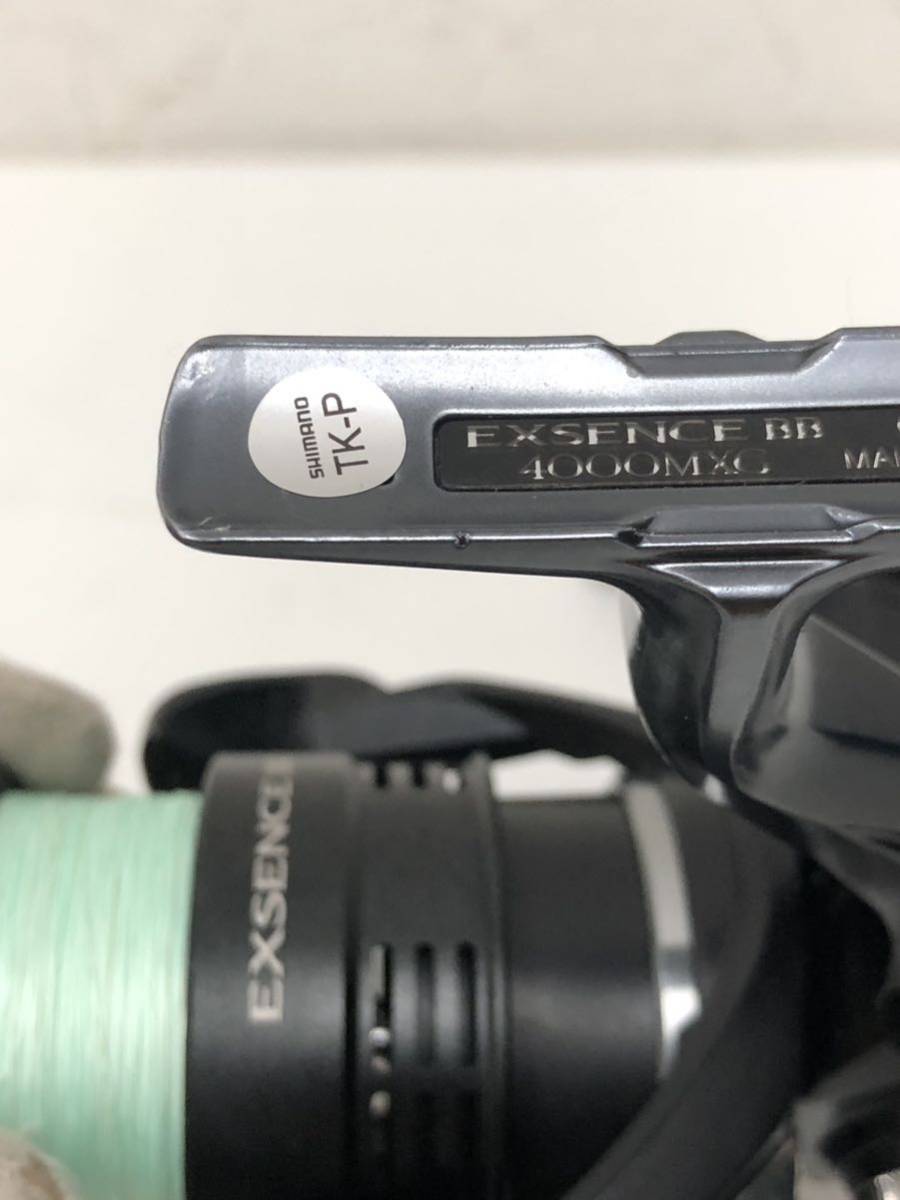 SHIMANO
TK-P
EXSENCE BB
4000MXG
EXSENCE